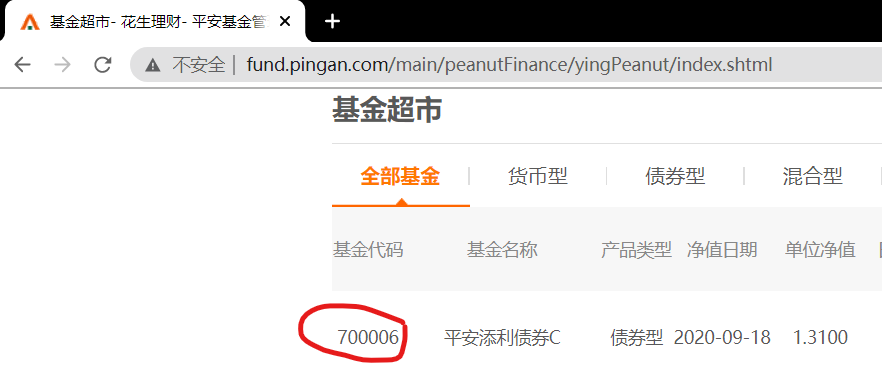 基金超市- 花生理财- 平安基金管
不安全 | fund.pingan.com/main/peanutFinance/yingPeanut/index.shtml
基金超市
全部基金 货币型 债券型 混合型
基金代码 基金名称 产品类型 净值日期 单位净值
700006 平安添利债券C 债券型 2020-09-18 1.3100